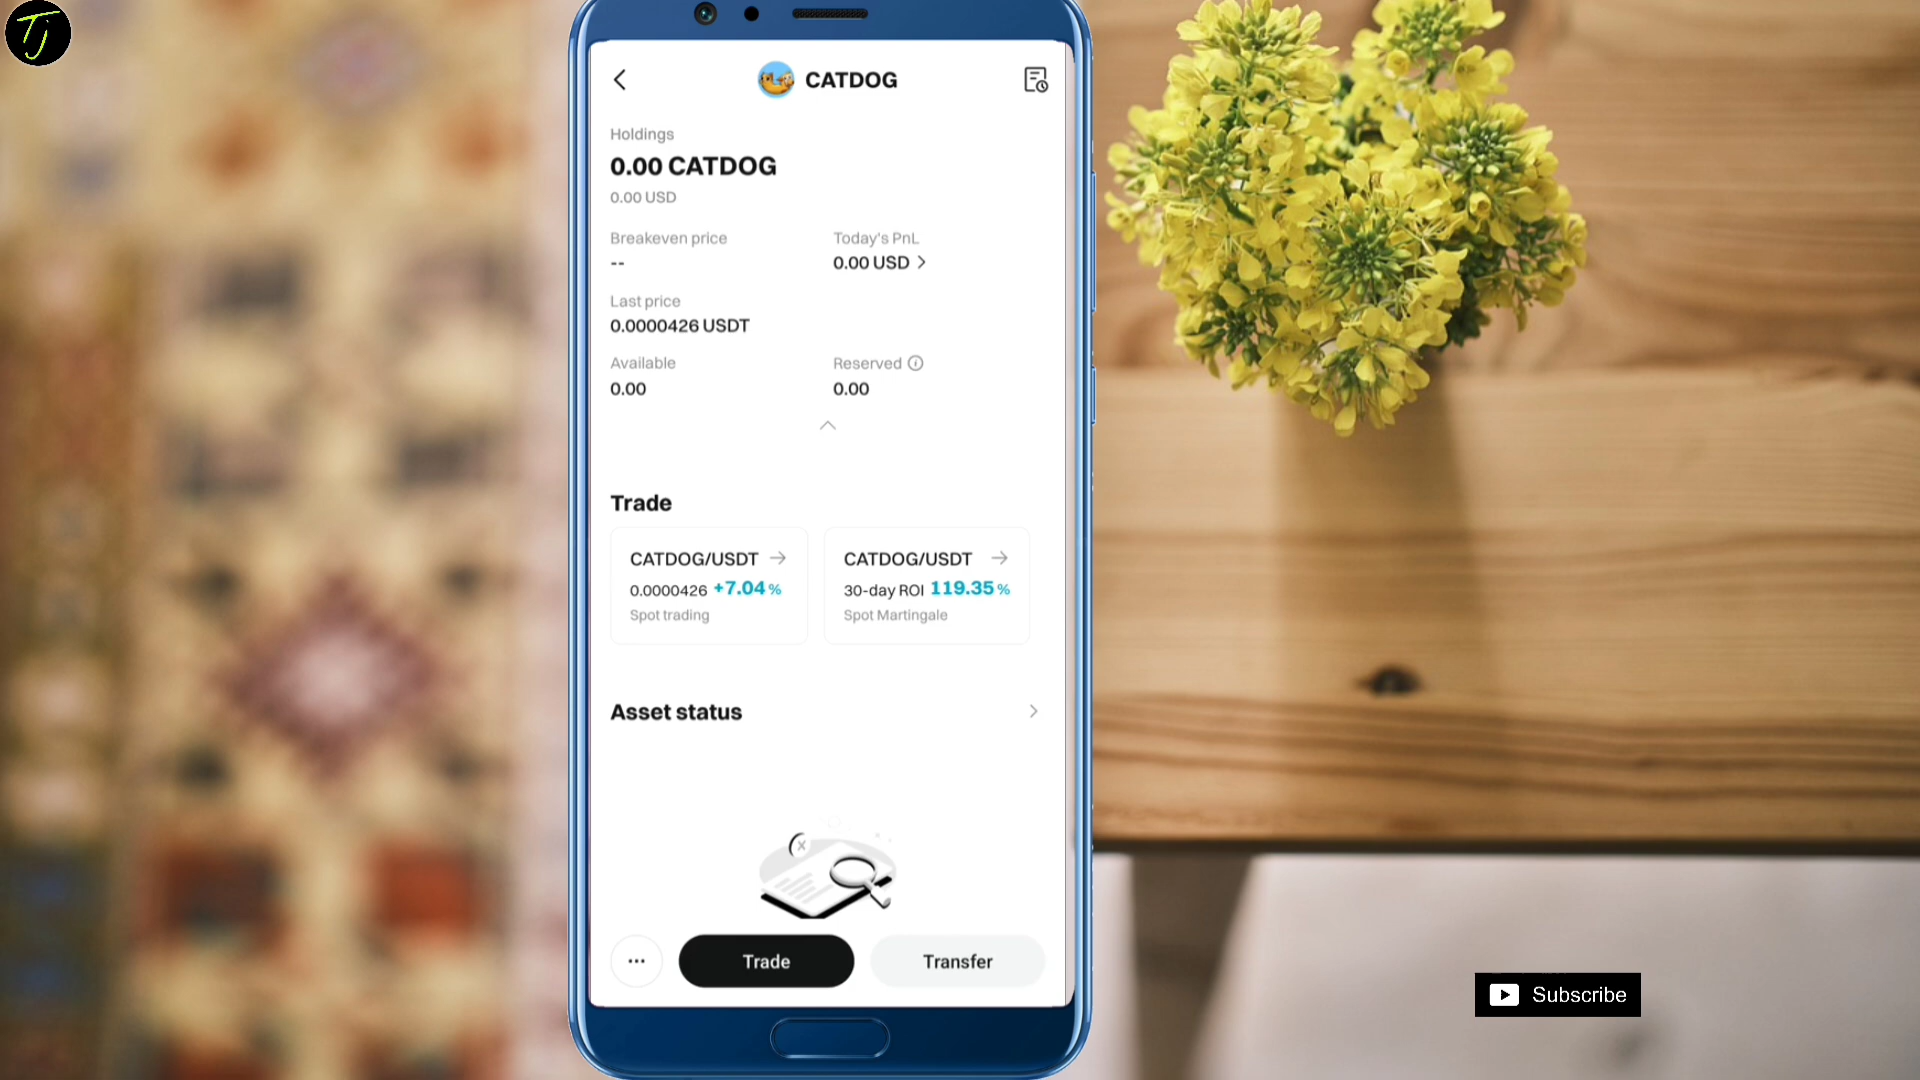 Tj
CATDOG
Holdings
0.00 CATDOG
0.00 USD
Breakeven price
Today's PnL
--
0.00 USD >
Last price
0.0000426 USDT
Available
Reserved
0.00
0.00
Trade
CATDOG/USDT →
0.0000426 +7.04 %
Spot trading
CATDOG/USDT →
30-day ROI 119.35 %
Spot Martingale
Asset status >
···
Trade
Transfer
Subscribe